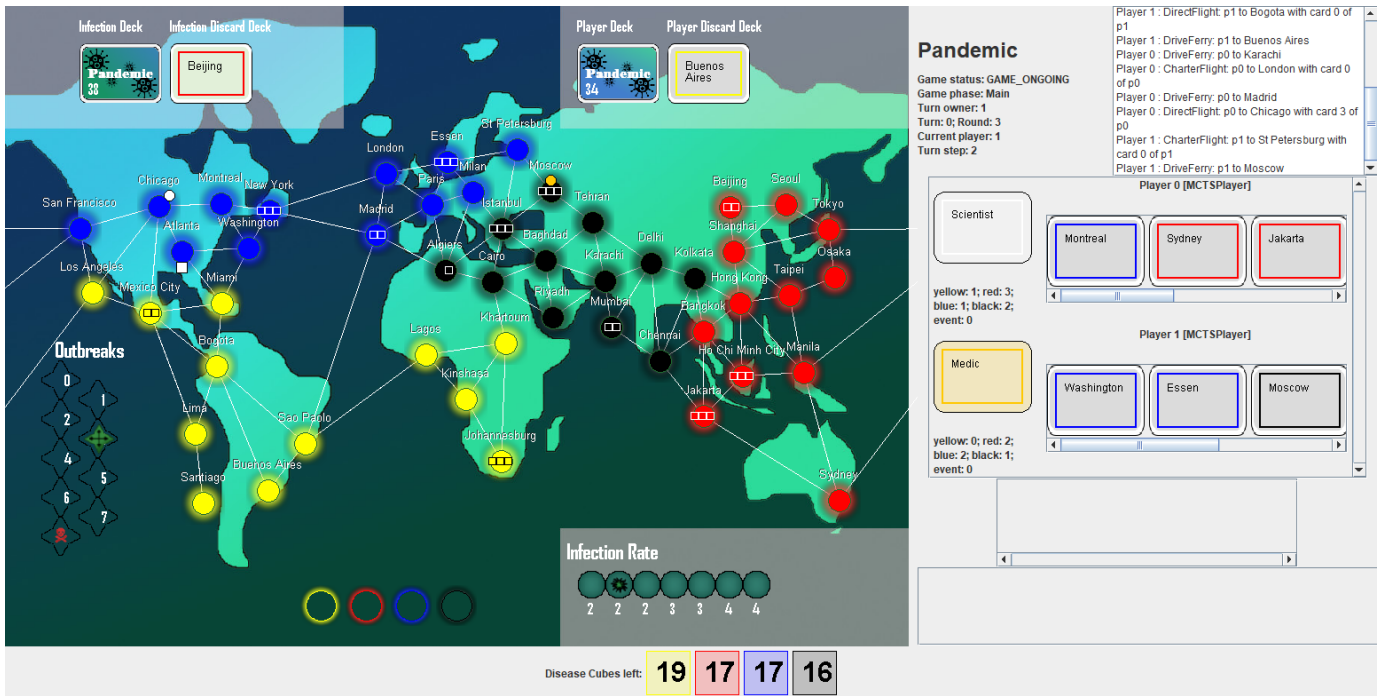 Infection Deck
Infection Discard Deck
Pandemic
38
Beijing
Player Deck
Player Discard Deck
Pandemic
34
Buenos
Aires
St Petersburg
Essen
London
Milan
Moscow
Chicago
Montreal
New York
Paris
Tehran
Beijing
Seoul
San Francisco
Madrid
Istanbul
Tokyo
Atlanta
Washington
Shanghai
Algiers
Baghdad
Delhi
Cairo
Karachi
Kolkata
Osaka
Los Angeles
Miami
Hong Kong
Taipei
Mexico City
Riyadh
Mumbai
Bangkok
Khartoum
Lagos
Chennai
Bogota
Ho Chi Minh City
Manila
Kinshasa
Jakarta
Lima
Sao Paolo
Johannesburg
Santiago
Buenos Aires
Sydney
Outbreaks
0
1
2
4
5
6
7
Infection Rate
2 2 2 3 3 4 4
Disease Cubes left:
19 17 17 16
Pandemic
Game status: GAME_ONGOING
Game phase: Main
Turn owner: 1
Turn: 0; Round: 3
Current player: 1
Turn step: 2
Player 1 : DirectFlight: p1 to Bogota with card 0 of
p1
Player 1 : DriveFerry: p1 to Buenos Aires
Player 0 : DriveFerry: p0 to Karachi
Player 0 : CharterFlight: p0 to London with card 0
of p0
Player 0 : DriveFerry: p0 to Madrid
Player 0 : DirectFlight: p0 to Chicago with card 3 of
p0
Player 1 : CharterFlight: p1 to St Petersburg with
card 0 of p1
Player 1 : DriveFerry: p1 to Moscow
Player 0 [MCTSPlayer]
Scientist
Montreal
Sydney
Jakarta
yellow: 1; red: 3;
blue: 1; black: 2;
event: 0
Player 1 [MCTSPlayer]
Medic
Washington
Essen
Moscow
yellow: 0; red: 2;
blue: 2; black: 1;
event: 0